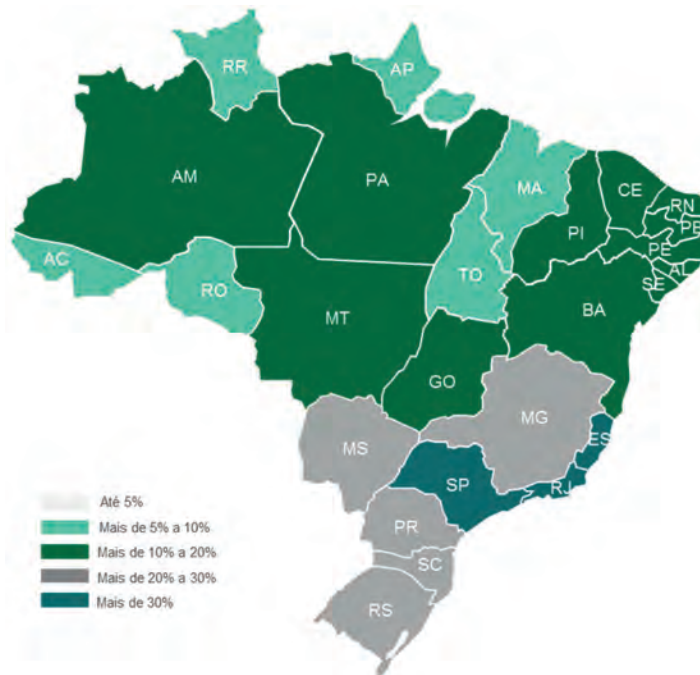 RR
AP
AM
PA
MA
CE
RN
PB
PI
PE
AL
SE
AC
RO
TO
MT
BA
GO
MG
MS
ES
SP
RJ
PR
SC
RS
Até 5%
Mais de 5% a 10%
Mais de 10% a 20%
Mais de 20% a 30%
Mais de 30%